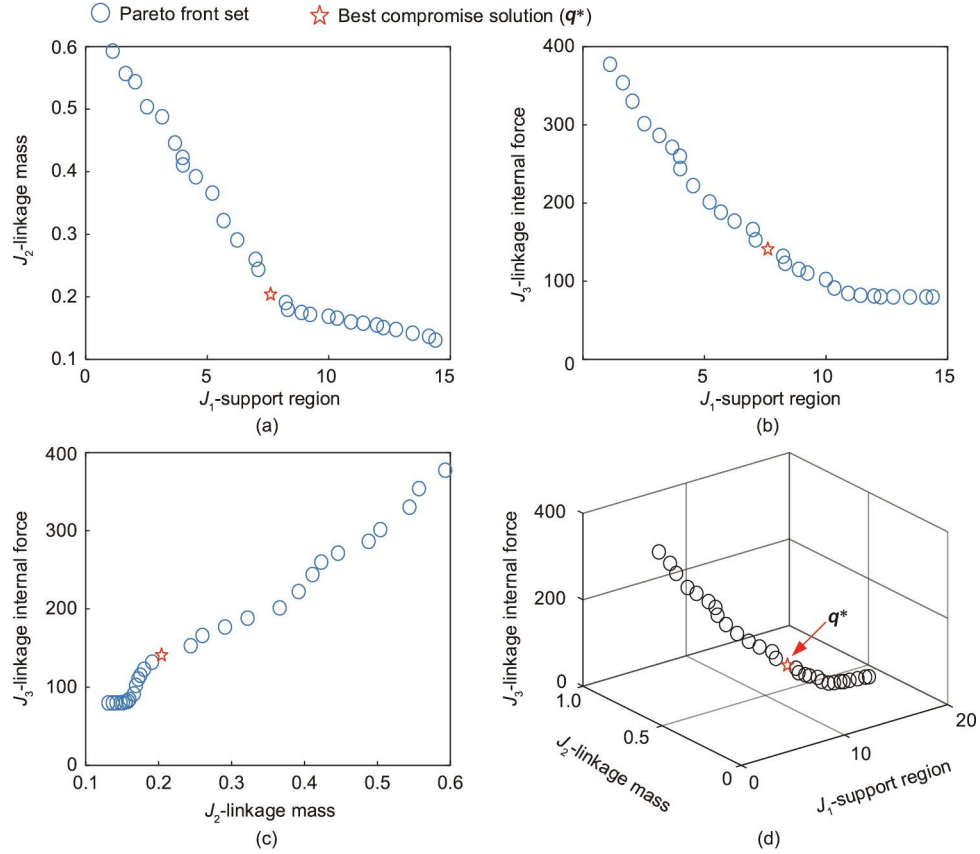 Pareto front set
Best compromise solution (q*)
0.6
0.5
0.4
0.3
0.2
0.1
J2-linkage mass
0
5
10
15
J1-support region
(a)
400
300
200
100
0
J3-linkage internal force
0
5
10
15
J1-support region
(b)
400
300
200
100
0
J3-linkage internal force
0.1
0.2
0.3
0.4
0.5
0.6
J2-linkage mass
(c)
400
200
0
J3-linkage internal force
1.0
0.5
0
J2-linkage mass
0
10
20
J1-support region
q*
(d)